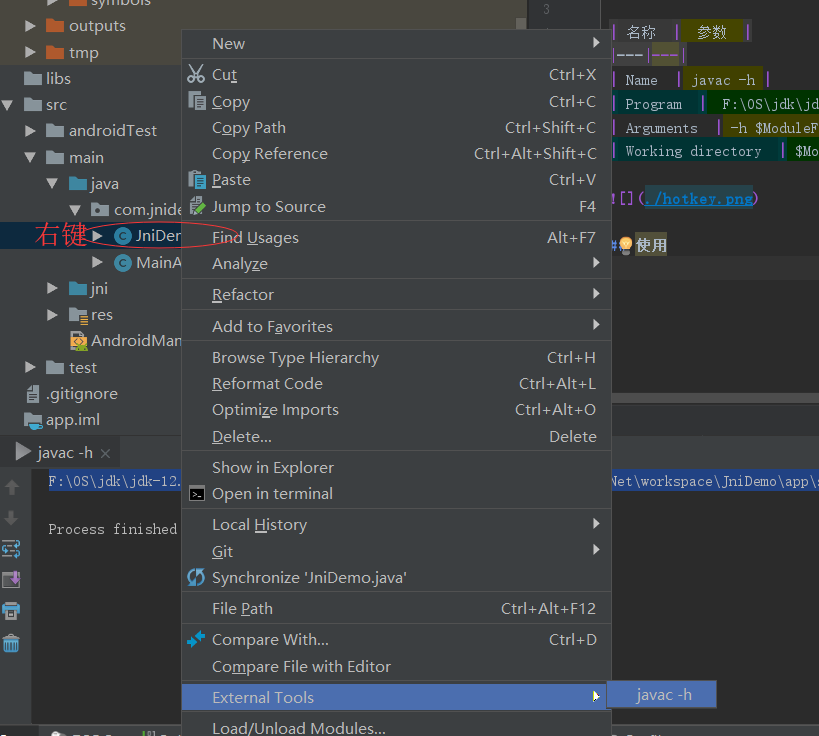 symbols
outputs
tmp
libs
src
androidTest
main
java
com.jnide
右键 JniDer
MainA
jni
res
AndroidMan
test
.gitignore
app.iml
New
Cut Ctrl+X
Copy Ctrl+C
Copy Path Ctrl+Shift+C
Copy Reference Ctrl+Alt+Shift+C
Paste Ctrl+V
Jump to Source F4
Find Usages Alt+F7
Analyze
Refactor
Add to Favorites
Browse Type Hierarchy Ctrl+H
Reformat Code Ctrl+Alt+L
Optimize Imports Ctrl+Alt+O
Delete... Delete
Show in Explorer
Open in terminal
Local History
Git
Synchronize 'JniDemo.java'
File Path Ctrl+Alt+F12
Compare With... Ctrl+D
Compare File with Editor
External Tools
Load/Unload Modules...
javac -h
3
| 名称 | 参数 |
|---|---|
| Name | javac -h |
| Program | F:\OS\jdk\jd
| Arguments | -h $ModuleF
| Working directory | $Mo
![](./hotkey.png)
##使用
javac -h
F:\OS\jdk\jdk-12. Net\workspace\JniDemo\app\s
Process finished